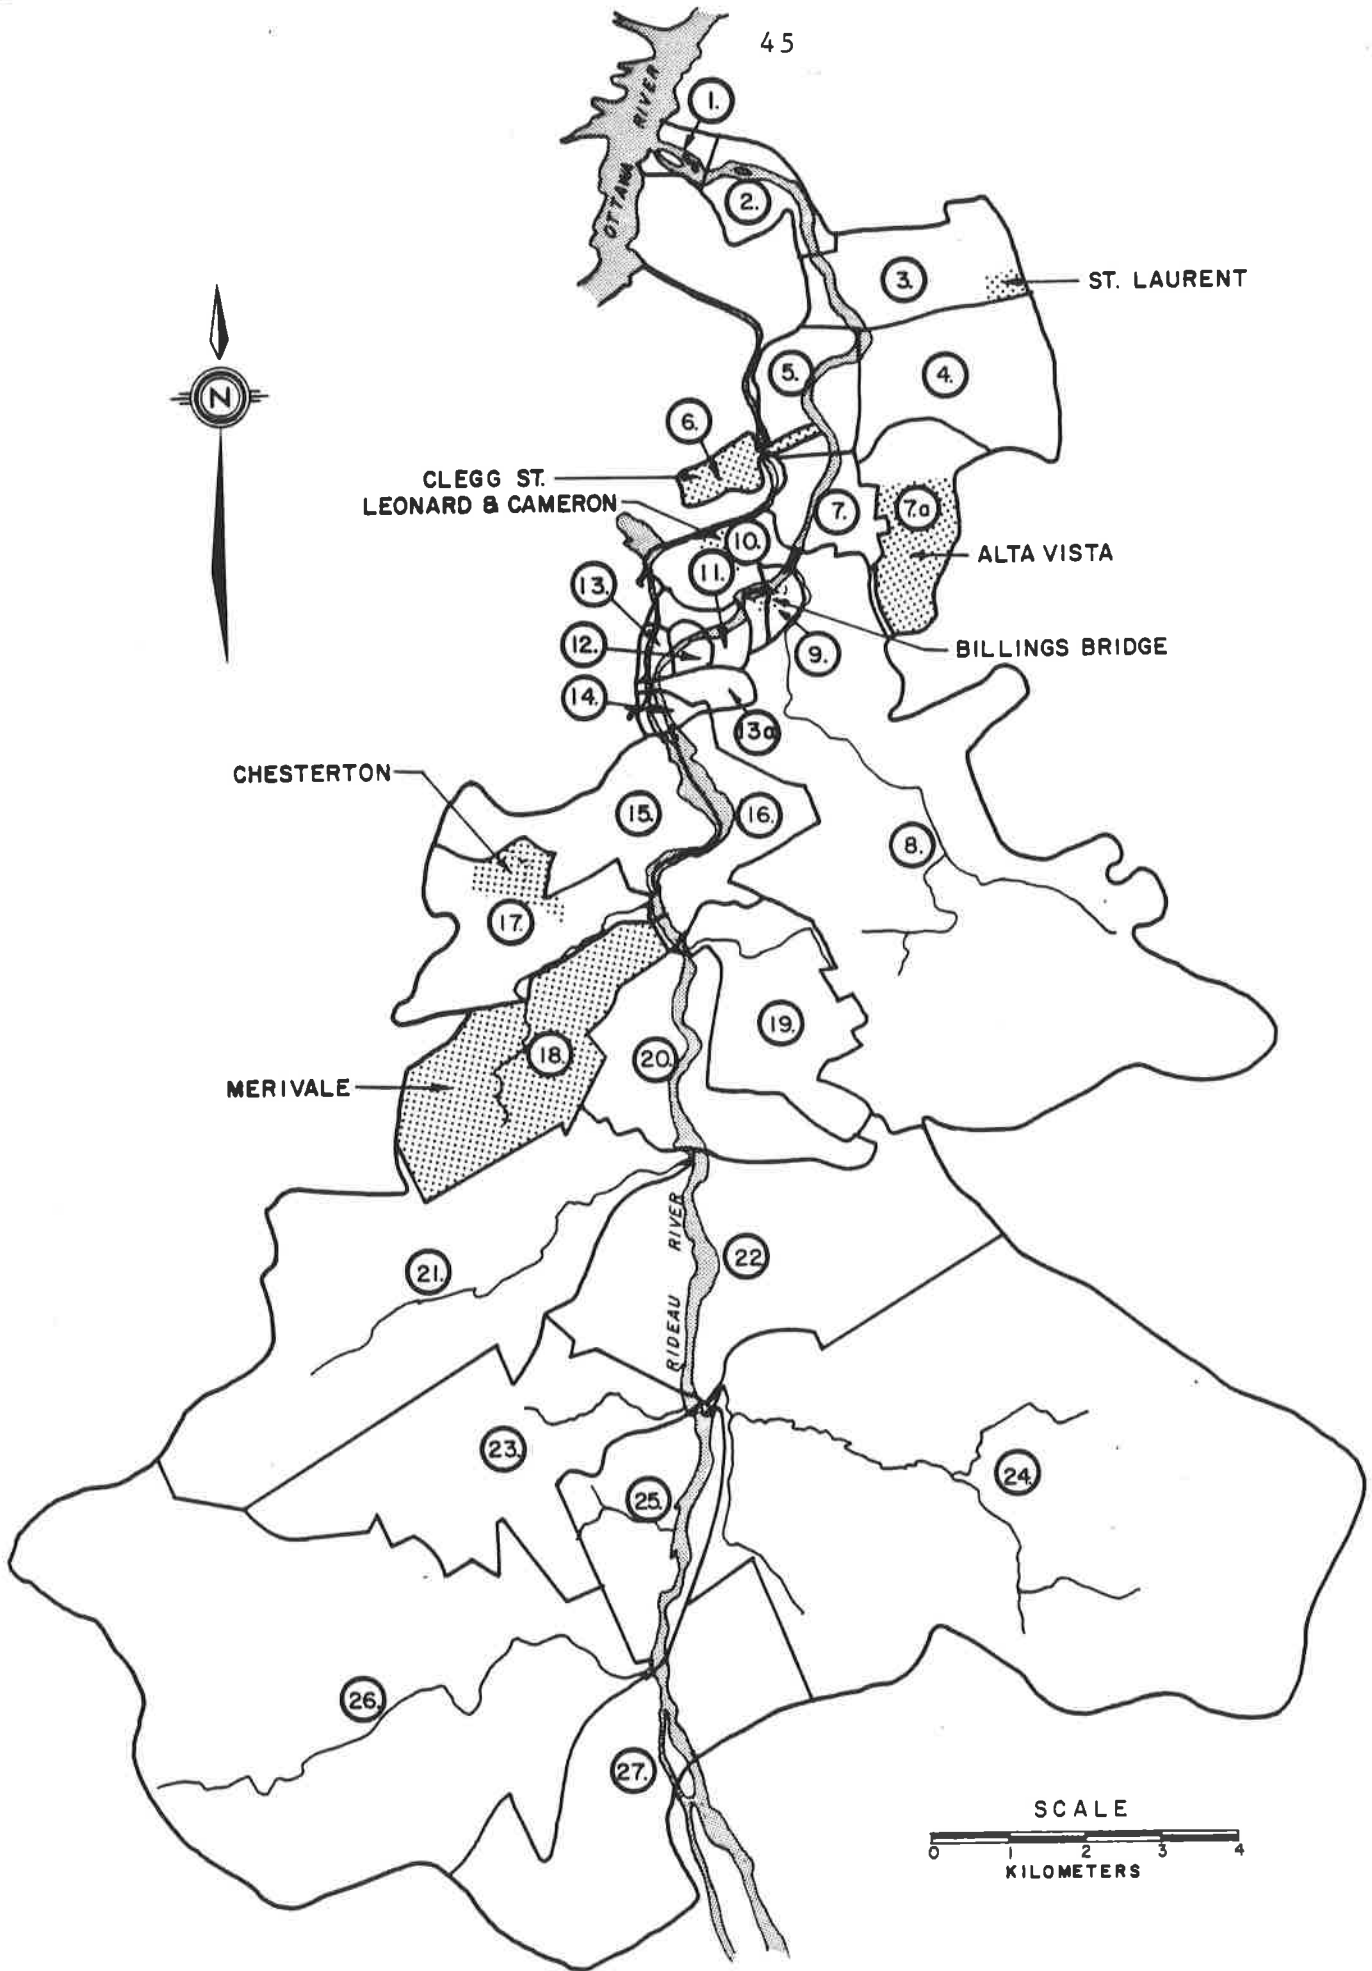 45
1.
OTTAWA RIVER
2.
3.
ST. LAURENT
5.
4.
6.
CLEGG ST.
LEONARD & CAMERON
7.
7.a
10.
ALTA VISTA
11.
13.
12.
9.
BILLINGS BRIDGE
14.
13a
CHESTERTON
15.
16.
8.
17.
18.
19.
20.
MERIVALE
N
RIDEAU RIVER
21.
22
23.
24.
25.
26.
27.
SCALE
0 1 2 3 4
KILOMETERS